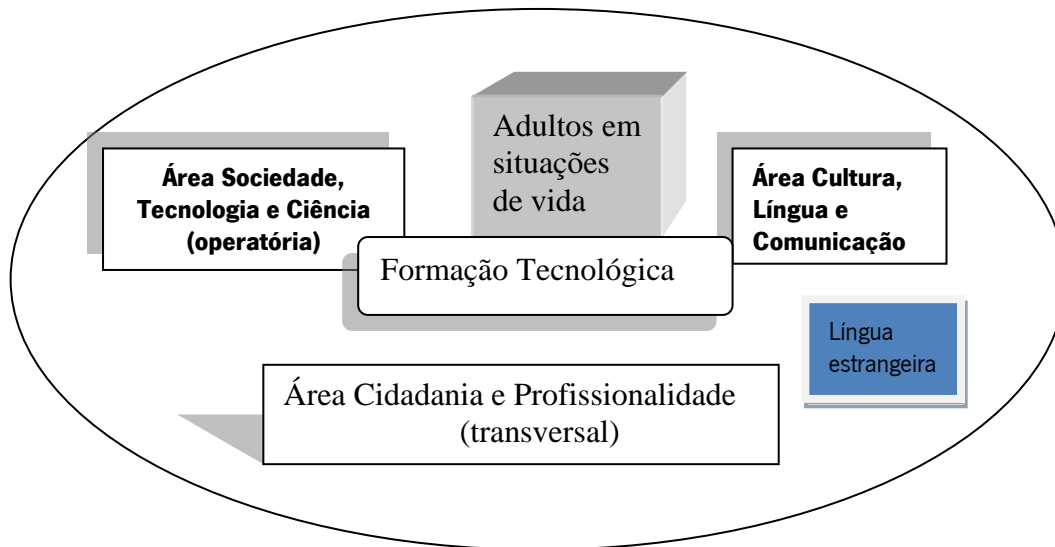 Adultos em
situações
de vida
Área Sociedade,
Tecnologia e Ciência
(operatória)
Área Cultura,
Língua e
Comunicação
Formação Tecnológica
Língua
estrangeira
Área Cidadania e Profissionalidade
(transversal)